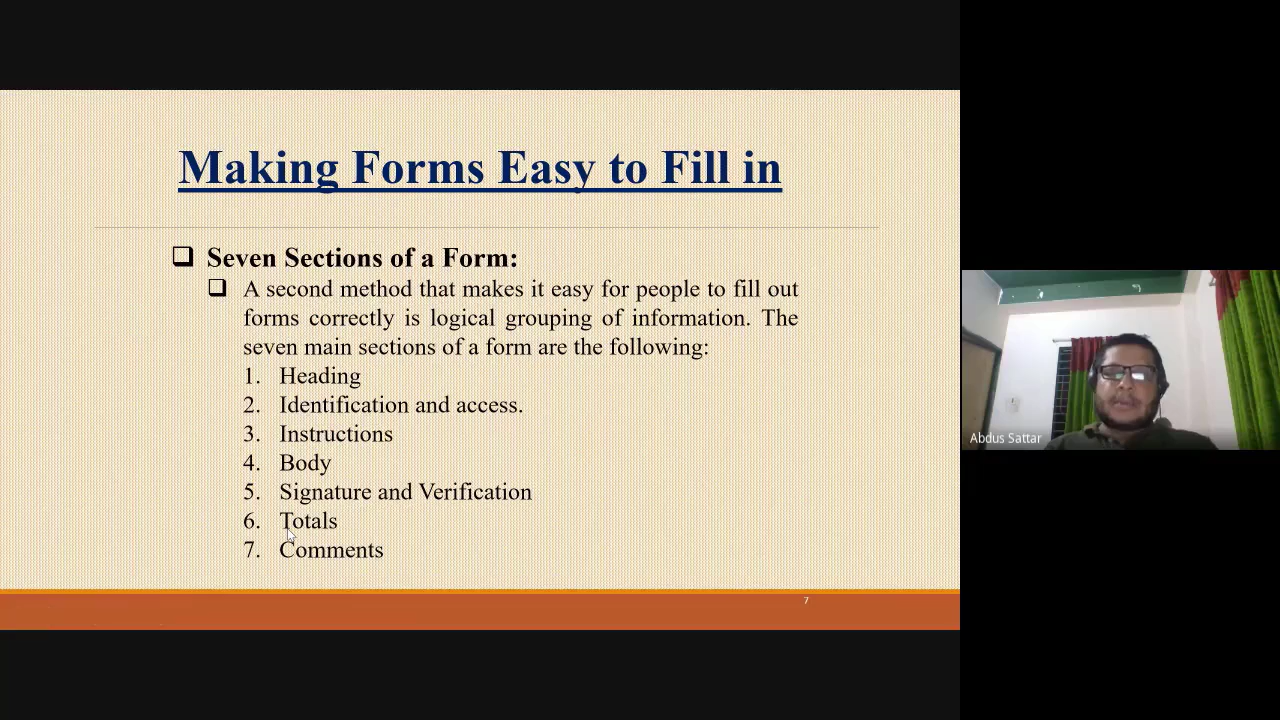 Making Forms Easy to Fill in
❑ Seven Sections of a Form:
❑ A second method that makes it easy for people to fill out
forms correctly is logical grouping of information. The
seven main sections of a form are the following:
1. Heading
2. Identification and access.
3. Instructions
4. Body
5. Signature and Verification
6. Totals
7. Comments
7
Abdus Sattar